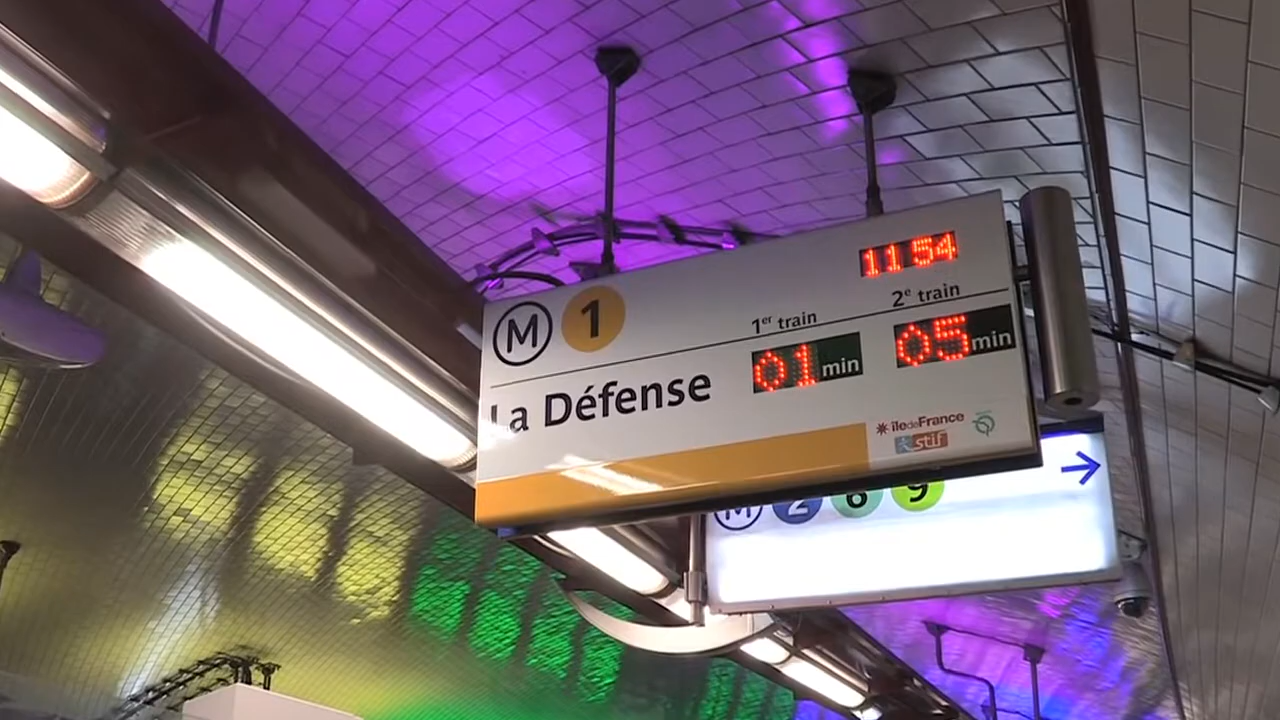 11 54
M 1
1er train
2e train
La Défense
01 min
05 min
îledeFrance
stif
M 2 6 9